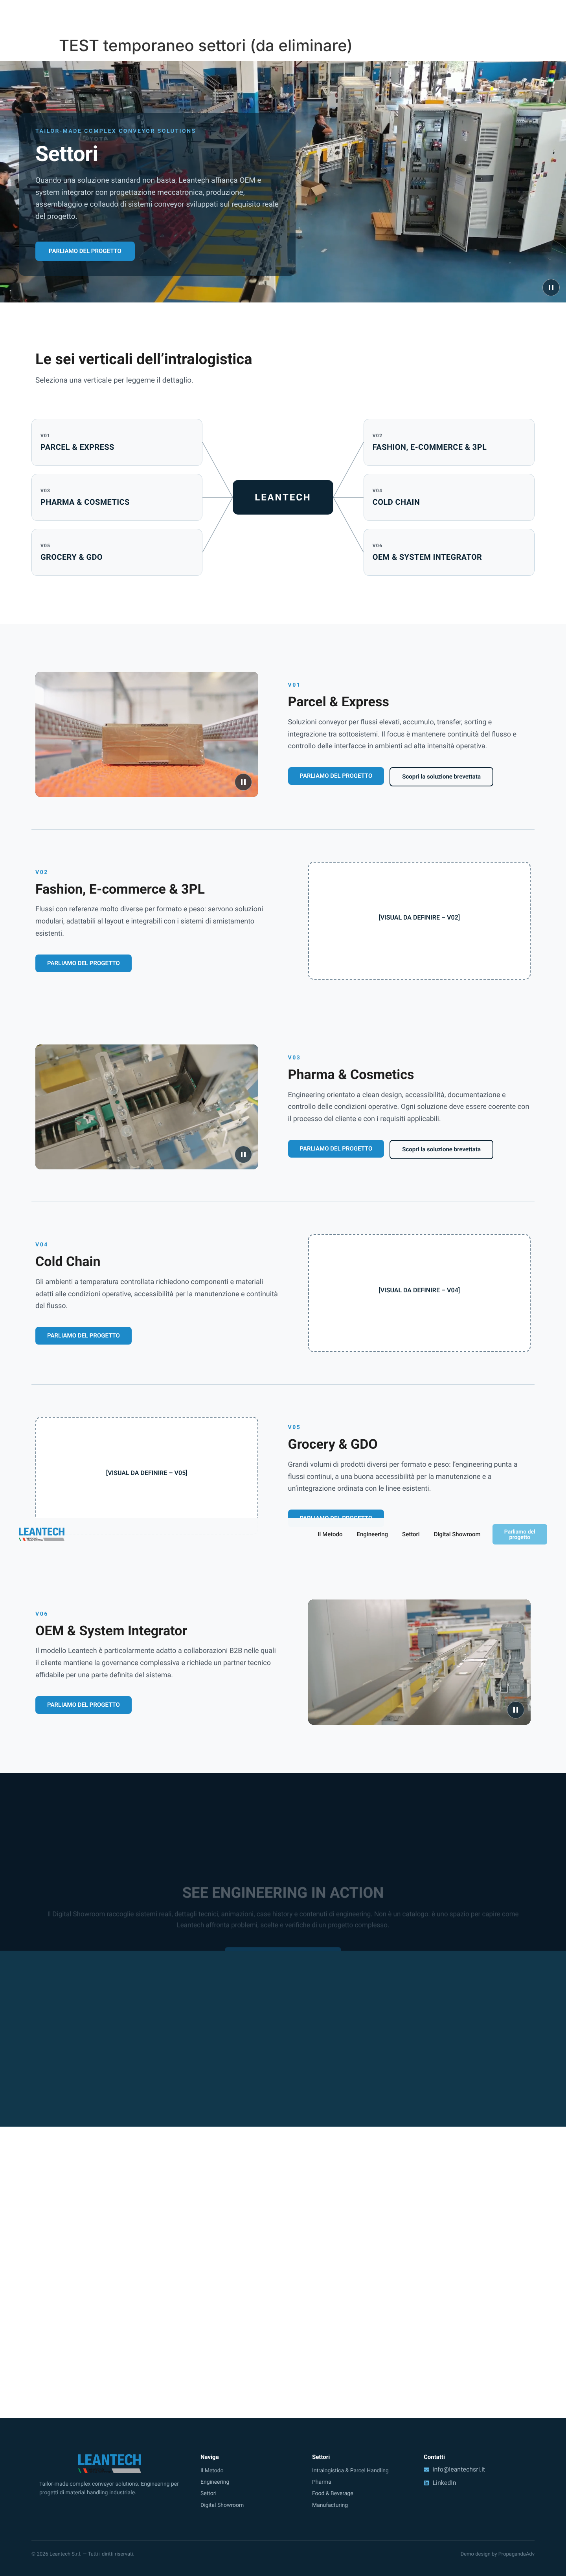 TEST temporaneo settori (da eliminare)
TAILOR-MADE COMPLEX CONVEYOR SOLUTIONS
Settori
Quando una soluzione standard non basta, Leantech affianca OEM e
system integrator con progettazione meccatronica, produzione,
assemblaggio e collaudo di sistemi conveyor sviluppati sul requisito reale
del progetto.
PARLIAMO DEL PROGETTO
Le sei verticali dell’intralogistica
Seleziona una verticale per leggerne il dettaglio.
V01
PARCEL & EXPRESS
V02
FASHION, E-COMMERCE & 3PL
V03
PHARMA & COSMETICS
LEANTECH
V04
COLD CHAIN
V05
GROCERY & GDO
V06
OEM & SYSTEM INTEGRATOR
V01
Parcel & Express
Soluzioni conveyor per flussi elevati, accumulo, transfer, sorting e
integrazione tra sottosistemi. Il focus è mantenere continuità del flusso e
controllo delle interfacce in ambienti ad alta intensità operativa.
PARLIAMO DEL PROGETTO
Scopri la soluzione brevettata
V02
Fashion, E-commerce & 3PL
Flussi con referenze molto diverse per formato e peso: servono soluzioni
modulari, adattabili al layout e integrabili con i sistemi di smistamento
esistenti.
PARLIAMO DEL PROGETTO
[VISUAL DA DEFINIRE – V02]
V03
Pharma & Cosmetics
Engineering orientato a clean design, accessibilità, documentazione e
controllo delle condizioni operative. Ogni soluzione deve essere coerente con
il processo del cliente e con i requisiti applicabili.
PARLIAMO DEL PROGETTO
Scopri la soluzione brevettata
V04
Cold Chain
Gli ambienti a temperatura controllata richiedono componenti e materiali
adatti alle condizioni operative, accessibilità per la manutenzione e continuità
del flusso.
PARLIAMO DEL PROGETTO
[VISUAL DA DEFINIRE – V04]
[VISUAL DA DEFINIRE – V05]
V05
Grocery & GDO
Grandi volumi di prodotti diversi per formato e peso: l’engineering punta a
flussi continui, a una buona accessibilità per la manutenzione e a
un’integrazione ordinata con le linee esistenti.
PARLIAMO DEL PROGETTO
LEANTECH
Il Metodo
Engineering
Settori
Digital Showroom
Parliamo del
progetto
V06
OEM & System Integrator
Il modello Leantech è particolarmente adatto a collaborazioni B2B nelle quali
il cliente mantiene la governance complessiva e richiede un partner tecnico
affidabile per una parte definita del sistema.
PARLIAMO DEL PROGETTO
SEE ENGINEERING IN ACTION
Il Digital Showroom raccoglie sistemi reali, dettagli tecnici, animazioni, case history e contenuti di engineering. Non è un catalogo: è uno spazio per capire come
Leantech affronta problemi, scelte e verifiche di un progetto complesso.
LEANTECH
Tailor-made complex conveyor solutions. Engineering per
progetti di material handling industriale.
Naviga
Il Metodo
Engineering
Settori
Digital Showroom
Settori
Intralogistica & Parcel Handling
Pharma
Food & Beverage
Manufacturing
Contatti
info@leantechsrl.it
LinkedIn
© 2026 Leantech S.r.l. — Tutti i diritti riservati.
Demo design by PropagandaAdv